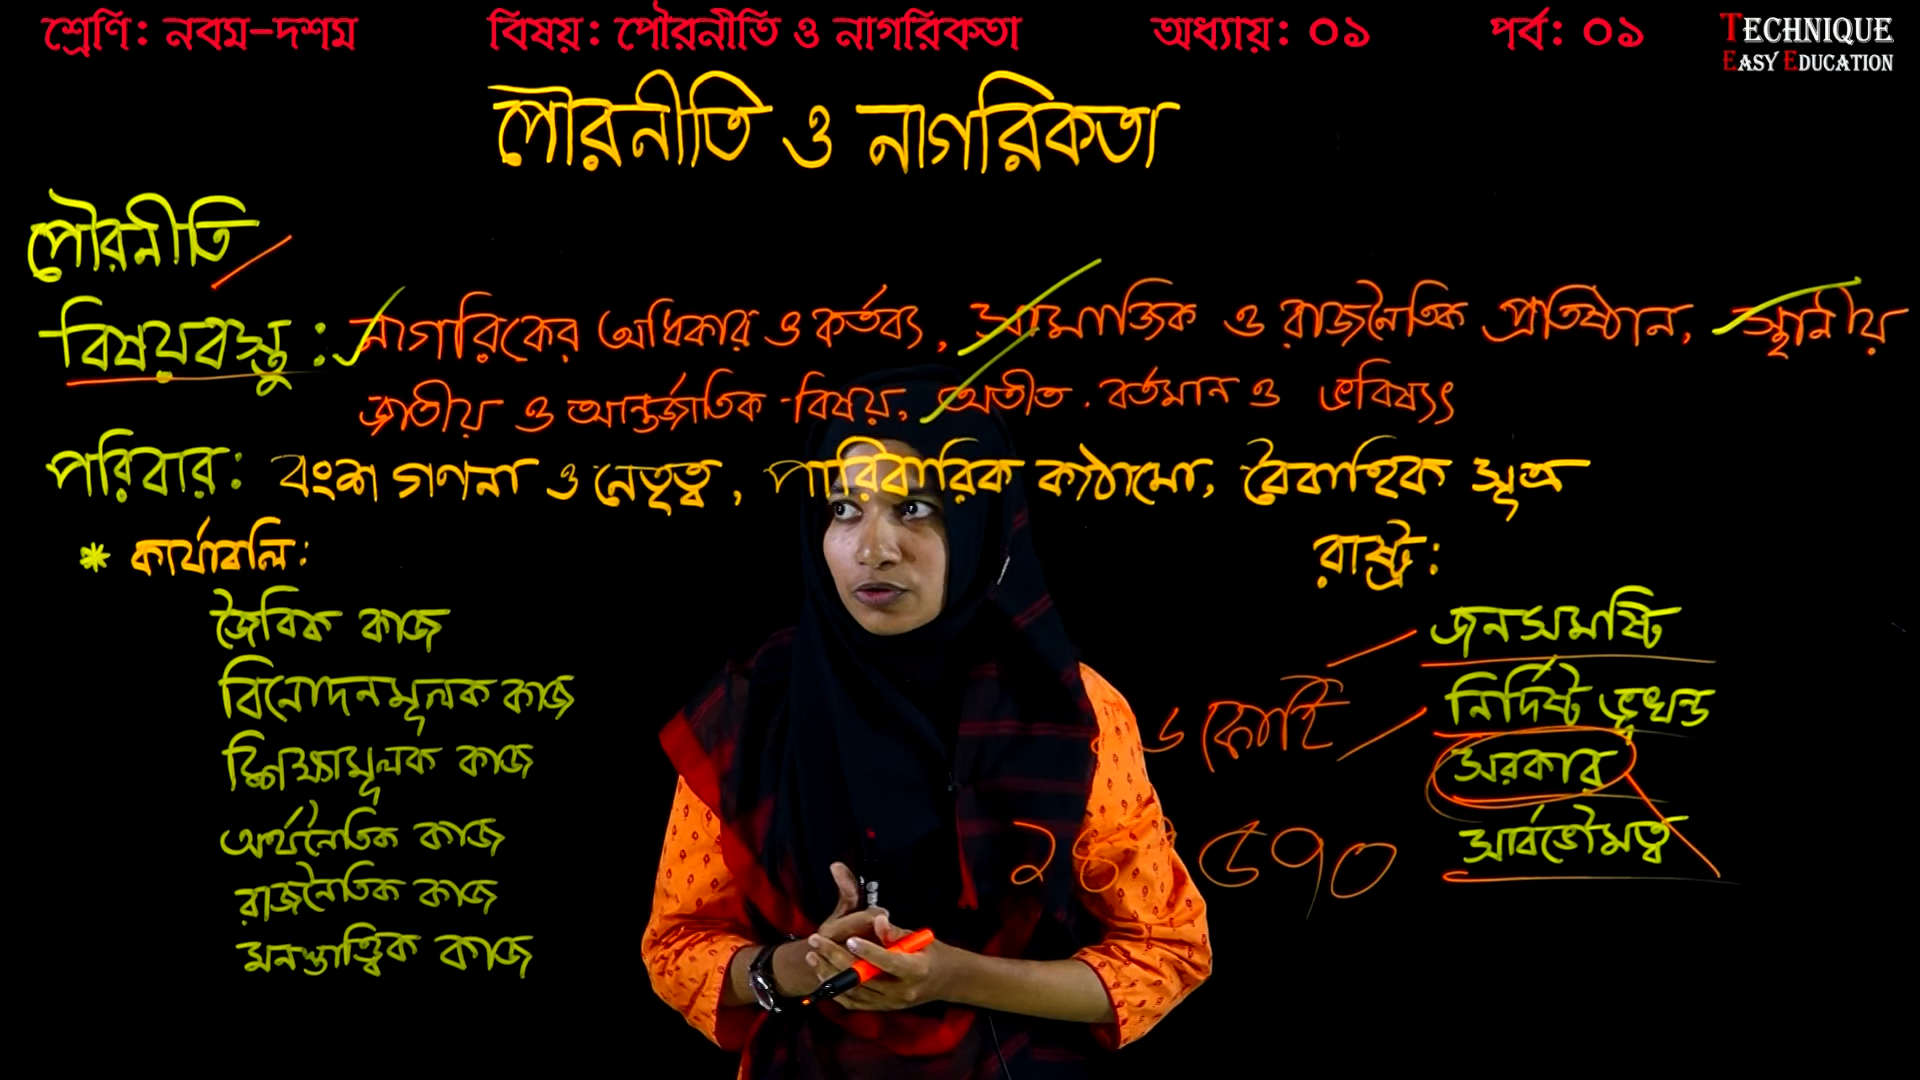 শ্রেণি: নবম-দশম বিষয়: পৌরনীতি ও নাগরিকতা অধ্যায়: ০১ পর্ব: ০১ TECHNIQUE
EASY EDUCATION
পৌরনীতি ও নাগরিকতা
পৌরনীতি
বিষয়বস্তু: নাগরিকের অধিকার ও কর্তব্য, সামাজিক ও রাজনৈতিক প্রতিষ্ঠান, স্থানীয়
জাতীয় ও আন্তর্জাতিক বিষয়, অতীত. বর্তমান ও ভবিষ্যৎ
পরিবার: বংশ গণনা ও নেতৃত্ব, পারিবারিক কাঠামো, বৈবাহিক সূত্র
* কার্যাবলি:
জৈবিক কাজ
বিনোদনমূলক কাজ
শিক্ষামূলক কাজ
অর্থনৈতিক কাজ
রাজনৈতিক কাজ
মনস্তাত্ত্বিক কাজ
রাষ্ট্র:
জনসমষ্টি
নির্দিষ্ট ভূখন্ড
সরকার
সার্বভৌমত্ব
৫৭০